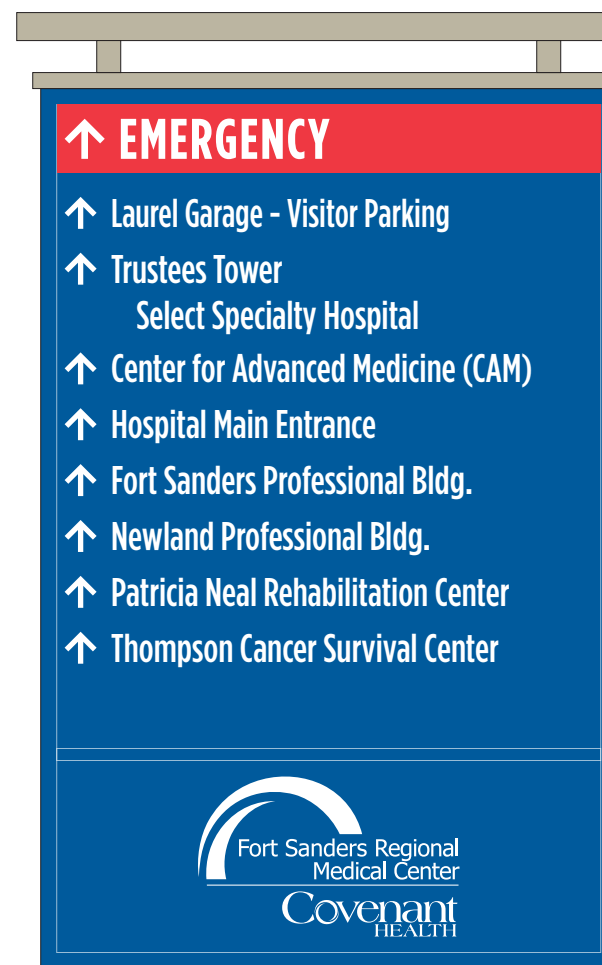 ↑ EMERGENCY
↑ Laurel Garage - Visitor Parking
↑ Trustees Tower
Select Specialty Hospital
↑ Center for Advanced Medicine (CAM)
↑ Hospital Main Entrance
↑ Fort Sanders Professional Bldg.
↑ Newland Professional Bldg.
↑ Patricia Neal Rehabilitation Center
↑ Thompson Cancer Survival Center
Fort Sanders Regional
Medical Center
Covenant
HEALTH